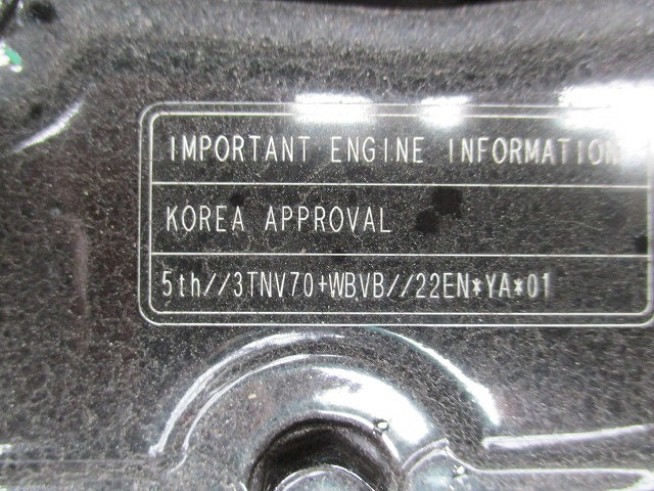 IMPORTANT ENGINE INFORMATION
KOREA APPROVAL
5th//3TNV70+WBVB//22EN*YA*01